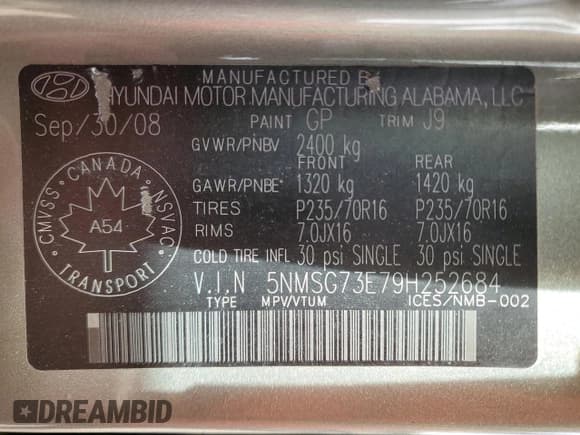 MANUFACTURED BY
HYUNDAI MOTOR MANUFACTURING ALABAMA, LLC
Sep/30/08 PAINT GP TRIM J9
GVWR/PNBV 2400 kg
FRONT REAR
GAWR/PNBE* 1320 kg 1420 kg
TIRES P235/70R16 P235/70R16
RIMS 7.0JX16 7.0JX16
COLD TIRE INFL 30 psi SINGLE 30 psi SINGLE
V.I.N 5NMSG73E79H252684
TYPE MPV/VTUM ICES/NMB-002
CMVSS · CANADA · NSVAC
A54
TRANSPORT
DREAMBID